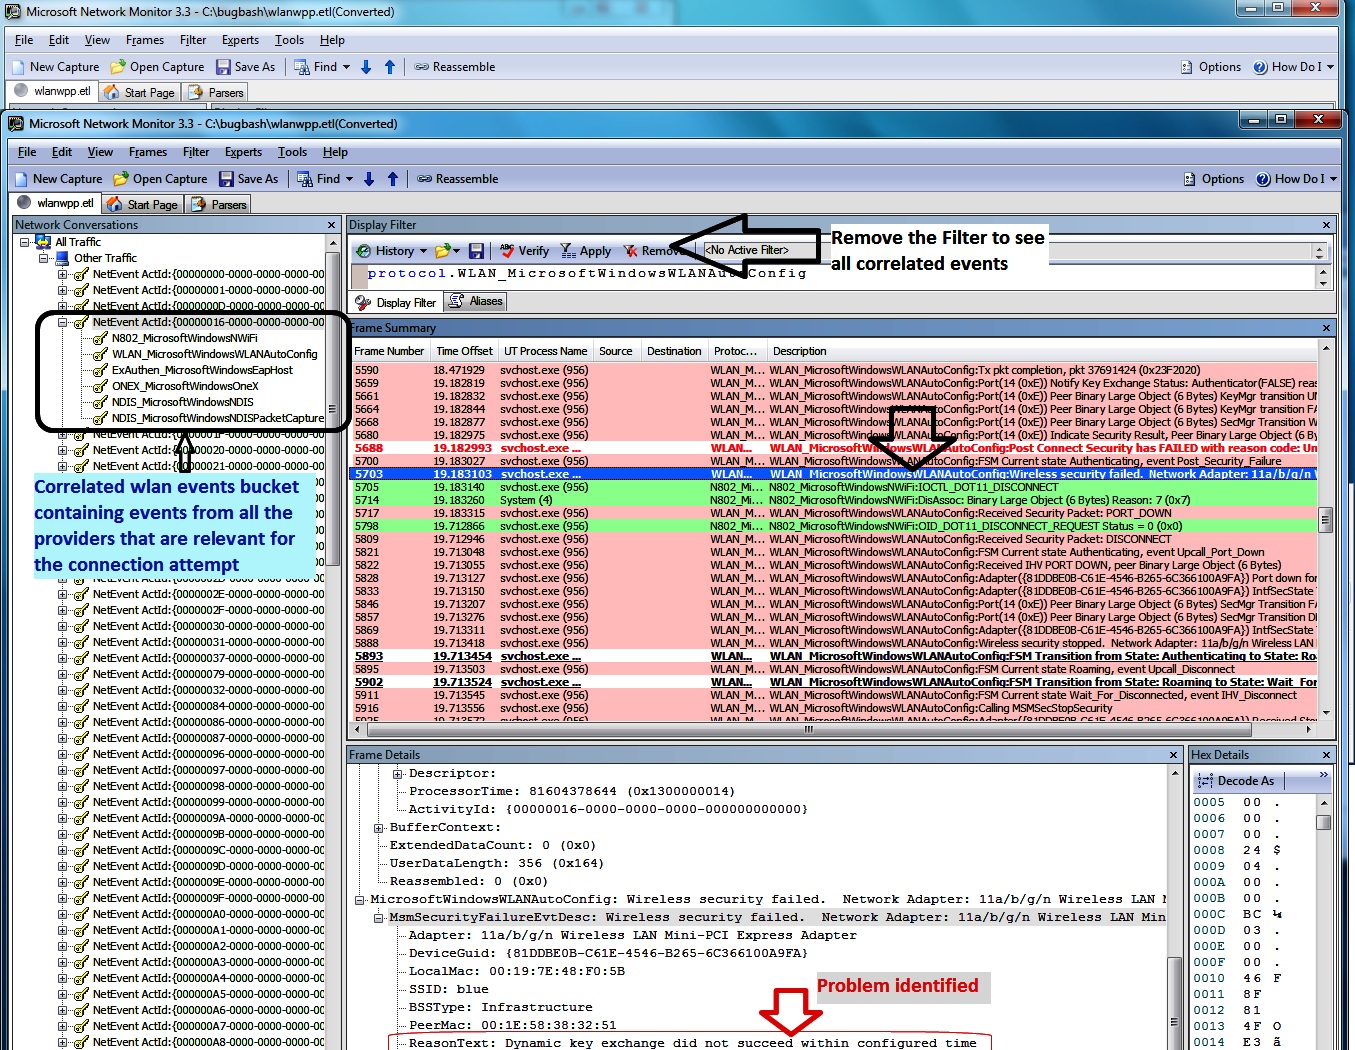 Microsoft Network Monitor 3.3 - C:\bugbash\wlanwpp.etl(Converted)
File Edit View Frames Filter Experts Tools Help
New Capture Open Capture Save As Find Reassemble Options How Do I
wlanwpp.etl Start Page Parsers
Microsoft Network Monitor 3.3 - C:\bugbash\wlanwpp.etl(Converted)
File Edit View Frames Filter Experts Tools Help
New Capture Open Capture Save As Find Reassemble Options How Do I
wlanwpp.etl Start Page Parsers
Network Conversations
All Traffic
Other Traffic
NetEvent ActId:{00000000-0000-0000-0000-00
NetEvent ActId:{00000001-0000-0000-0000-00
NetEvent ActId:{0000000D-0000-0000-0000-00
NetEvent ActId:{00000016-0000-0000-0000-00
N802_MicrosoftWindowsNWiFi
WLAN_MicrosoftWindowsWLANAutoConfig
ExAuthen_MicrosoftWindowsEapHost
ONEX_MicrosoftWindowsOneX
NDIS_MicrosoftWindowsNDIS
NDIS_MicrosoftWindowsNDISPacketCapture
NetEvent ActId:{0000001F-0000-0000-0000-00
NetEvent ActId:{00000020-0000-0000-0000-00
NetEvent ActId:{00000021-0000-0000-0000-00
Correlated wlan events bucket
containing events from all the
providers that are relevant for
the connection attempt
NetEvent ActId:{0000002E-0000-0000-0000-00
NetEvent ActId:{0000002F-0000-0000-0000-00
NetEvent ActId:{00000030-0000-0000-0000-00
NetEvent ActId:{00000031-0000-0000-0000-00
NetEvent ActId:{00000037-0000-0000-0000-00
NetEvent ActId:{00000079-0000-0000-0000-00
NetEvent ActId:{00000032-0000-0000-0000-00
NetEvent ActId:{00000084-0000-0000-0000-00
NetEvent ActId:{00000086-0000-0000-0000-00
NetEvent ActId:{00000087-0000-0000-0000-00
NetEvent ActId:{00000096-0000-0000-0000-00
NetEvent ActId:{00000097-0000-0000-0000-00
NetEvent ActId:{00000098-0000-0000-0000-00
NetEvent ActId:{00000099-0000-0000-0000-00
NetEvent ActId:{0000009A-0000-0000-0000-00
NetEvent ActId:{0000009B-0000-0000-0000-00
NetEvent ActId:{0000009C-0000-0000-0000-00
NetEvent ActId:{0000009D-0000-0000-0000-00
NetEvent ActId:{0000009E-0000-0000-0000-00
NetEvent ActId:{0000009F-0000-0000-0000-00
NetEvent ActId:{000000A0-0000-0000-0000-00
NetEvent ActId:{000000A1-0000-0000-0000-00
NetEvent ActId:{000000A2-0000-0000-0000-00
NetEvent ActId:{000000A3-0000-0000-0000-00
NetEvent ActId:{000000A4-0000-0000-0000-00
NetEvent ActId:{000000A5-0000-0000-0000-00
NetEvent ActId:{000000A6-0000-0000-0000-00
NetEvent ActId:{000000A7-0000-0000-0000-00
NetEvent ActId:{000000A8-0000-0000-0000-00
Display Filter
History Verify Apply Remove <No Active Filter>
Remove the Filter to see
all correlated events
protocol.WLAN_MicrosoftWindowsWLANAutoConfig
Display Filter Aliases
Frame Summary
Frame Number Time Offset UT Process Name Source Destination Protoc... Description
5590 18.471929 svchost.exe (956) WLAN_M... WLAN_MicrosoftWindowsWLANAutoConfig:Tx pkt completion, pkt 37691424 (0x23F2020)
5659 19.182819 svchost.exe (956) WLAN_M... WLAN_MicrosoftWindowsWLANAutoConfig:Port(14 (0xE)) Notify Key Exchange Status: Authenticator(FALSE) reas
5661 19.182832 svchost.exe (956) WLAN_M... WLAN_MicrosoftWindowsWLANAutoConfig:Port(14 (0xE)) Peer Binary Large Object (6 Bytes) KeyMgr transition UN
5664 19.182844 svchost.exe (956) WLAN_M... WLAN_MicrosoftWindowsWLANAutoConfig:Port(14 (0xE)) Peer Binary Large Object (6 Bytes) KeyMgr transition FA
5668 19.182877 svchost.exe (956) WLAN_M... WLAN_MicrosoftWindowsWLANAutoConfig:Port(14 (0xE)) Peer Binary Large Object (6 Bytes) SecMgr Transition D
5680 19.182975 svchost.exe (956) WLAN_M... WLAN_MicrosoftWindowsWLANAutoConfig:Port(14 (0xE)) Indicate Security Result, Peer Binary Large Object (6 B
5688 19.182993 svchost.exe ... WLAN... WLAN_MicrosoftWindowsWLANAutoConfig:Post Connect Security has FAILED with reason code: Un
5700 19.183027 svchost.exe (956) WLAN_M... WLAN_MicrosoftWindowsWLANAutoConfig:FSM Current state Authenticating, event Post_Security_Failure
5703 19.183103 svchost.exe ... WLAN... WLAN_MicrosoftWindowsWLANAutoConfig:Wireless security failed. Network Adapter: 11a/b/g/n
5705 19.183140 svchost.exe (956) N802_Mi... N802_MicrosoftWindowsNWiFi:IOCTL_DOT11_DISCONNECT
5714 19.183260 System (4) N802_Mi... N802_MicrosoftWindowsNWiFi:DisAssoc: Binary Large Object (6 Bytes) Reason: 7 (0x7)
5717 19.183315 svchost.exe (956) WLAN_M... WLAN_MicrosoftWindowsWLANAutoConfig:Received Security Packet: PORT_DOWN
5798 19.712866 svchost.exe (956) N802_Mi... N802_MicrosoftWindowsNWiFi:OID_DOT11_DISCONNECT_REQUEST Status = 0 (0x0)
5809 19.712946 svchost.exe (956) WLAN_M... WLAN_MicrosoftWindowsWLANAutoConfig:Received Security Packet: DISCONNECT
5821 19.713048 svchost.exe (956) WLAN_M... WLAN_MicrosoftWindowsWLANAutoConfig:FSM Current state Authenticating, event Upcall_Port_Down
5822 19.713055 svchost.exe (956) WLAN_M... WLAN_MicrosoftWindowsWLANAutoConfig:Received IHV PORT DOWN, peer Binary Large Object (6 Bytes)
5828 19.713127 svchost.exe (956) WLAN_M... WLAN_MicrosoftWindowsWLANAutoConfig:Adapter({81DDBE0B-C61E-4546-B265-6C366100A9FA}) Port down for
5833 19.713150 svchost.exe (956) WLAN_M... WLAN_MicrosoftWindowsWLANAutoConfig:Adapter({81DDBE0B-C61E-4546-B265-6C366100A9FA}) IntfSecState
5846 19.713207 svchost.exe (956) WLAN_M... WLAN_MicrosoftWindowsWLANAutoConfig:Port(14 (0xE)) Peer Binary Large Object (6 Bytes) SecMgr Transition FA
5857 19.713276 svchost.exe (956) WLAN_M... WLAN_MicrosoftWindowsWLANAutoConfig:Port(14 (0xE)) Peer Binary Large Object (6 Bytes) SecMgr Transition DI
5869 19.713311 svchost.exe (956) WLAN_M... WLAN_MicrosoftWindowsWLANAutoConfig:Adapter({81DDBE0B-C61E-4546-B265-6C366100A9FA}) IntfSecState
5888 19.713418 svchost.exe (956) WLAN_M... WLAN_MicrosoftWindowsWLANAutoConfig:Wireless security stopped. Network Adapter: 11a/b/g/n Wireless LAN
5893 19.713454 svchost.exe ... WLAN... WLAN_MicrosoftWindowsWLANAutoConfig:FSM Transition from State: Authenticating to State: Ro
5895 19.713503 svchost.exe (956) WLAN_M... WLAN_MicrosoftWindowsWLANAutoConfig:FSM Current state Roaming, event Upcall_Disconnect
5902 19.713524 svchost.exe ... WLAN... WLAN_MicrosoftWindowsWLANAutoConfig:FSM Transition from State: Roaming to State: Wait_For
5911 19.713545 svchost.exe (956) WLAN_M... WLAN_MicrosoftWindowsWLANAutoConfig:FSM Current state Wait_For_Disconnected, event IHV_Disconnect
5916 19.713556 svchost.exe (956) WLAN_M... WLAN_MicrosoftWindowsWLANAutoConfig:Calling MSMSecStopSecurity
Frame Details
Descriptor:
ProcessorTime: 81604378644 (0x1300000014)
ActivityId: {00000016-0000-0000-0000-000000000000}
BufferContext:
ExtendedDataCount: 0 (0x0)
UserDataLength: 356 (0x164)
Reassembled: 0 (0x0)
MicrosoftWindowsWLANAutoConfig: Wireless security failed. Network Adapter: 11a/b/g/n Wireless LAN M
MsmSecurityFailureEvtDesc: Wireless security failed. Network Adapter: 11a/b/g/n Wireless LAN Min
Adapter: 11a/b/g/n Wireless LAN Mini-PCI Express Adapter
DeviceGuid: {81DDBE0B-C61E-4546-B265-6C366100A9FA}
LocalMac: 00:19:7E:48:F0:5B
SSID: blue
BSSType: Infrastructure
PeerMac: 00:1E:58:38:32:51
Problem identified
ReasonText: Dynamic key exchange did not succeed within configured time
Hex Details
Decode As
0005 00 .
0006 00 .
0007 00 .
0008 24 $
0009 04 .
000A 00 .
000B 00 .
000C BC ¼
000D 03 .
000E 00 .
000F 00 .
0010 46 F
0011 8F
0012 81
0013 4F O
0014 E3 ã